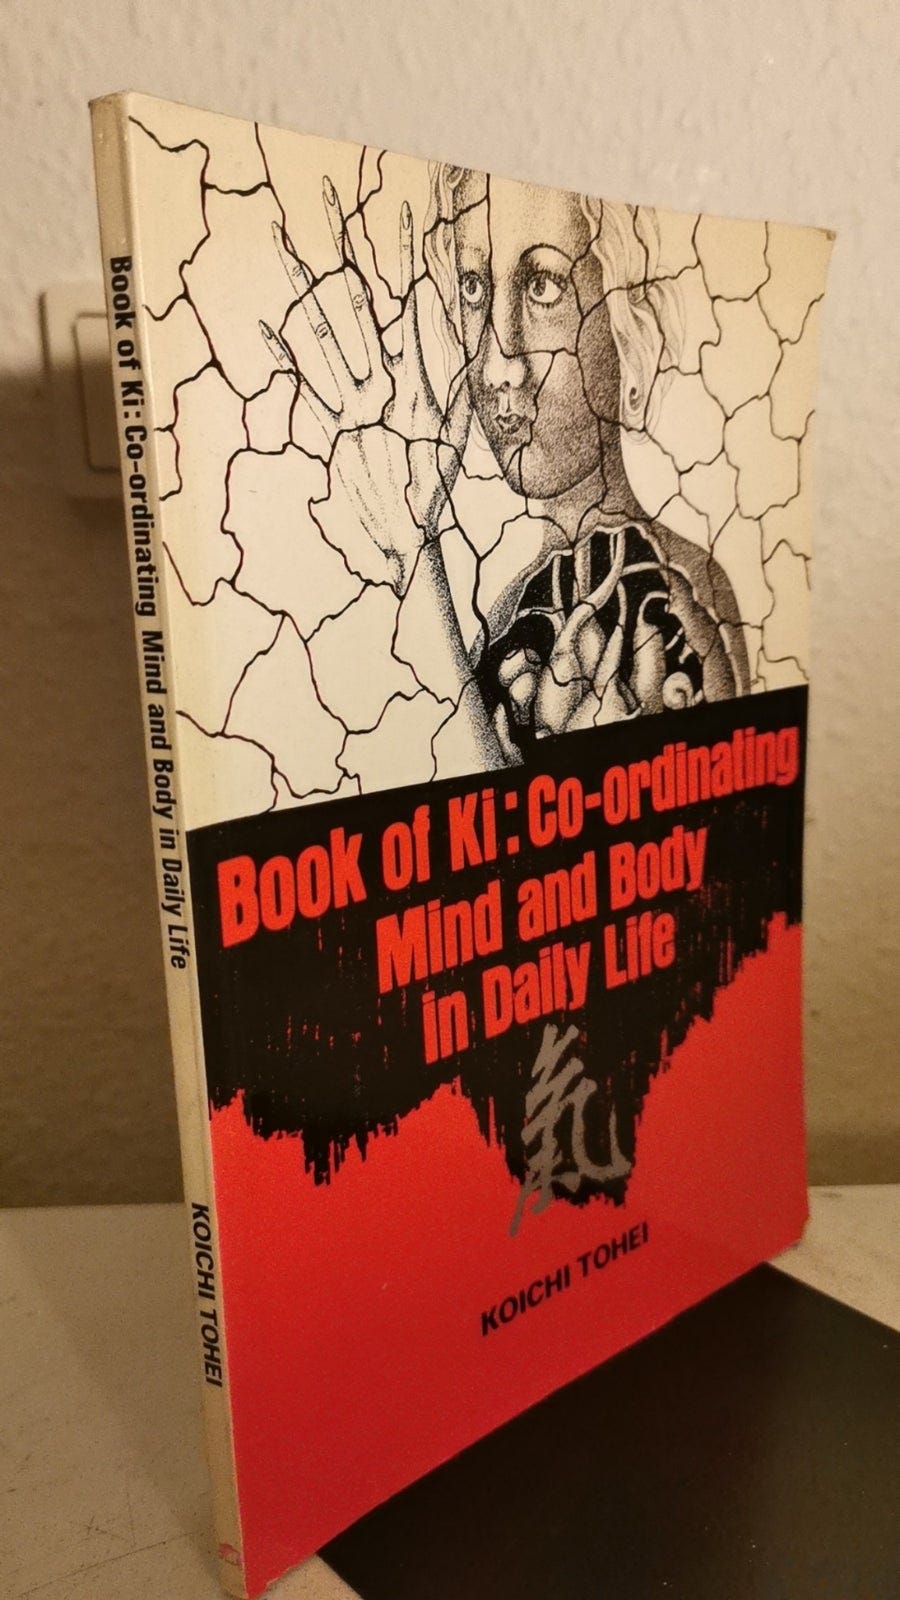 Book of Ki: Co-ordinating Mind and Body in Daily Life
KOICHI TOHEI
Book of Ki: Co-ordinating
Mind and Body
in Daily Life
氣
KOICHI TOHEI